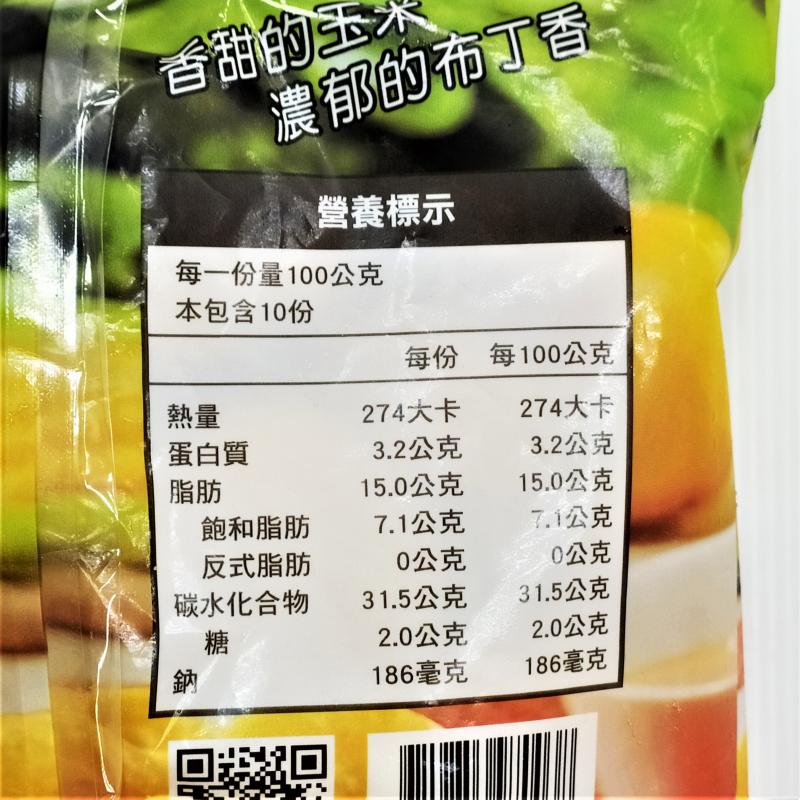 香甜的玉米
濃郁的布丁香
營養標示
每一份量100公克
本包含10份
每份 每100公克
熱量 274大卡 274大卡
蛋白質 3.2公克 3.2公克
脂肪 15.0公克 15.0公克
飽和脂肪 7.1公克 7.1公克
反式脂肪 0公克 0公克
碳水化合物 31.5公克 31.5公克
糖 2.0公克 2.0公克
鈉 186毫克 186毫克